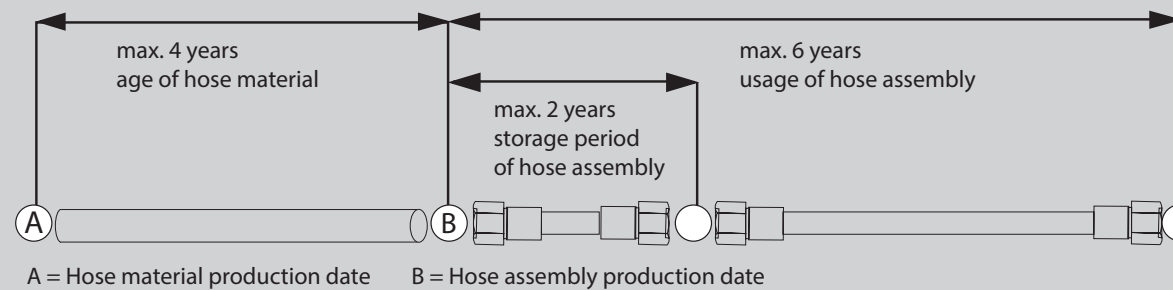 max. 4 years
age of hose material
max. 6 years
usage of hose assembly
max. 2 years
storage period
of hose assembly
A
B
A = Hose material production date
B = Hose assembly production date